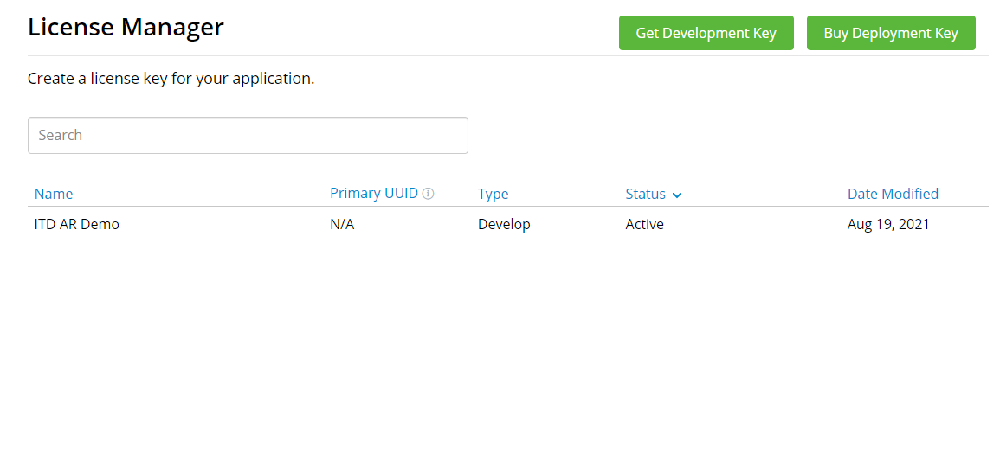 License Manager
Get Development Key
Buy Deployment Key
Create a license key for your application.
Search
Name Primary UUID Type Status Date Modified
ITD AR Demo N/A Develop Active Aug 19, 2021